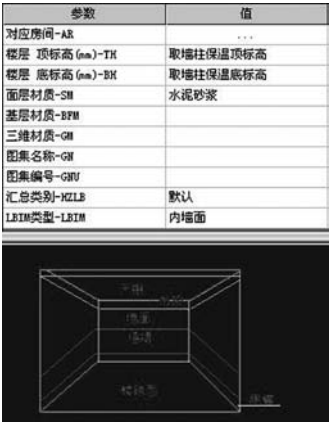 参数 值
对应房间-AR ...
楼层 顶标高(mm)-TH 取墙柱保温顶标高
楼层 底标高(mm)-BH 取墙柱保温底标高
面层材质-SM 水泥砂浆
基层材质-BFM
三维材质-GM
图集名称-GN
图集编号-GNU
汇总类别-HZLB 默认
LBIM类型-LBIM 内墙面
墙面